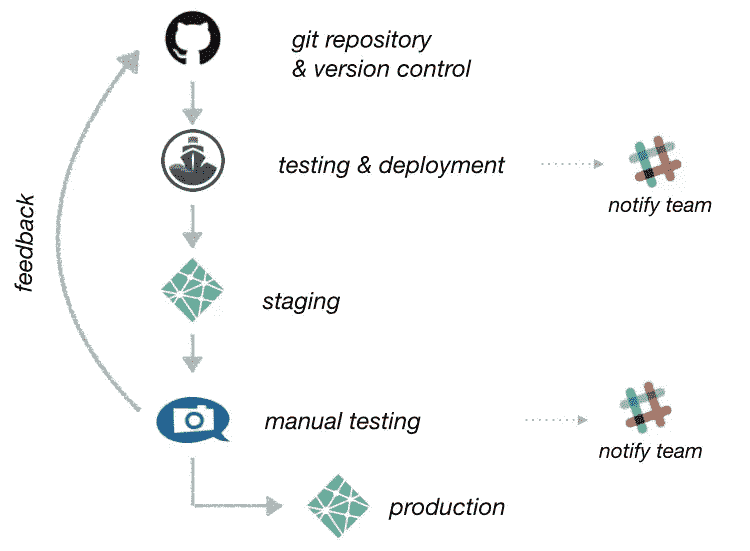 git repository
& version control
testing & deployment
notify team
feedback
staging
manual testing
notify team
production